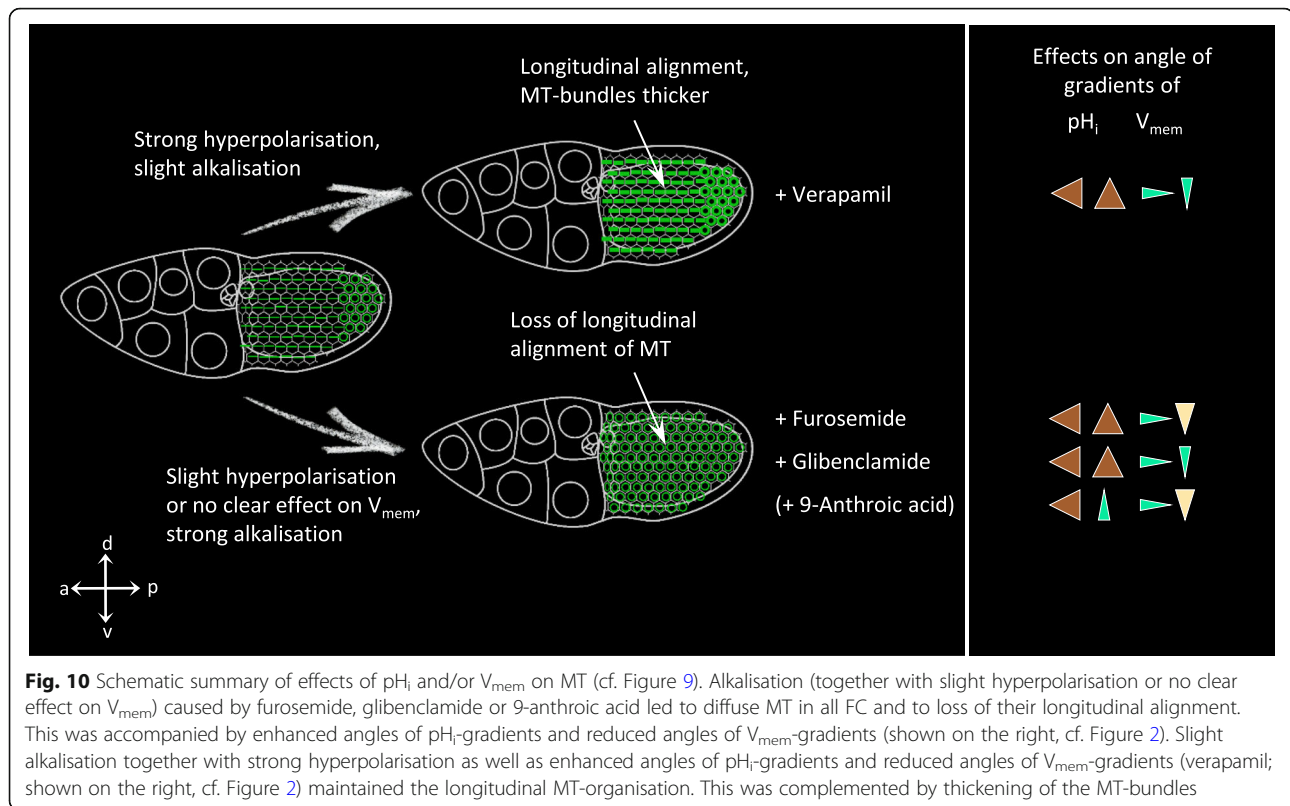 Longitudinal alignment,
MT-bundles thicker
Strong hyperpolarisation,
slight alkalisation
+ Verapamil
Loss of longitudinal
alignment of MT
+ Furosemide
+ Glibenclamide
(+ 9-Anthroic acid)
Slight hyperpolarisation
or no clear effect on Vmem,
strong alkalisation
d
a p
v
Effects on angle of
gradients of
pHi Vmem
Fig. 10 Schematic summary of effects of pHi and/or Vmem on MT (cf. Figure 9). Alkalisation (together with slight hyperpolarisation or no clear
effect on Vmem) caused by furosemide, glibenclamide or 9-anthroic acid led to diffuse MT in all FC and to loss of their longitudinal alignment.
This was accompanied by enhanced angles of pHi-gradients and reduced angles of Vmem-gradients (shown on the right, cf. Figure 2). Slight
alkalisation together with strong hyperpolarisation as well as enhanced angles of pHi-gradients and reduced angles of Vmem-gradients (verapamil;
shown on the right, cf. Figure 2) maintained the longitudinal MT-organisation. This was complemented by thickening of the MT-bundles